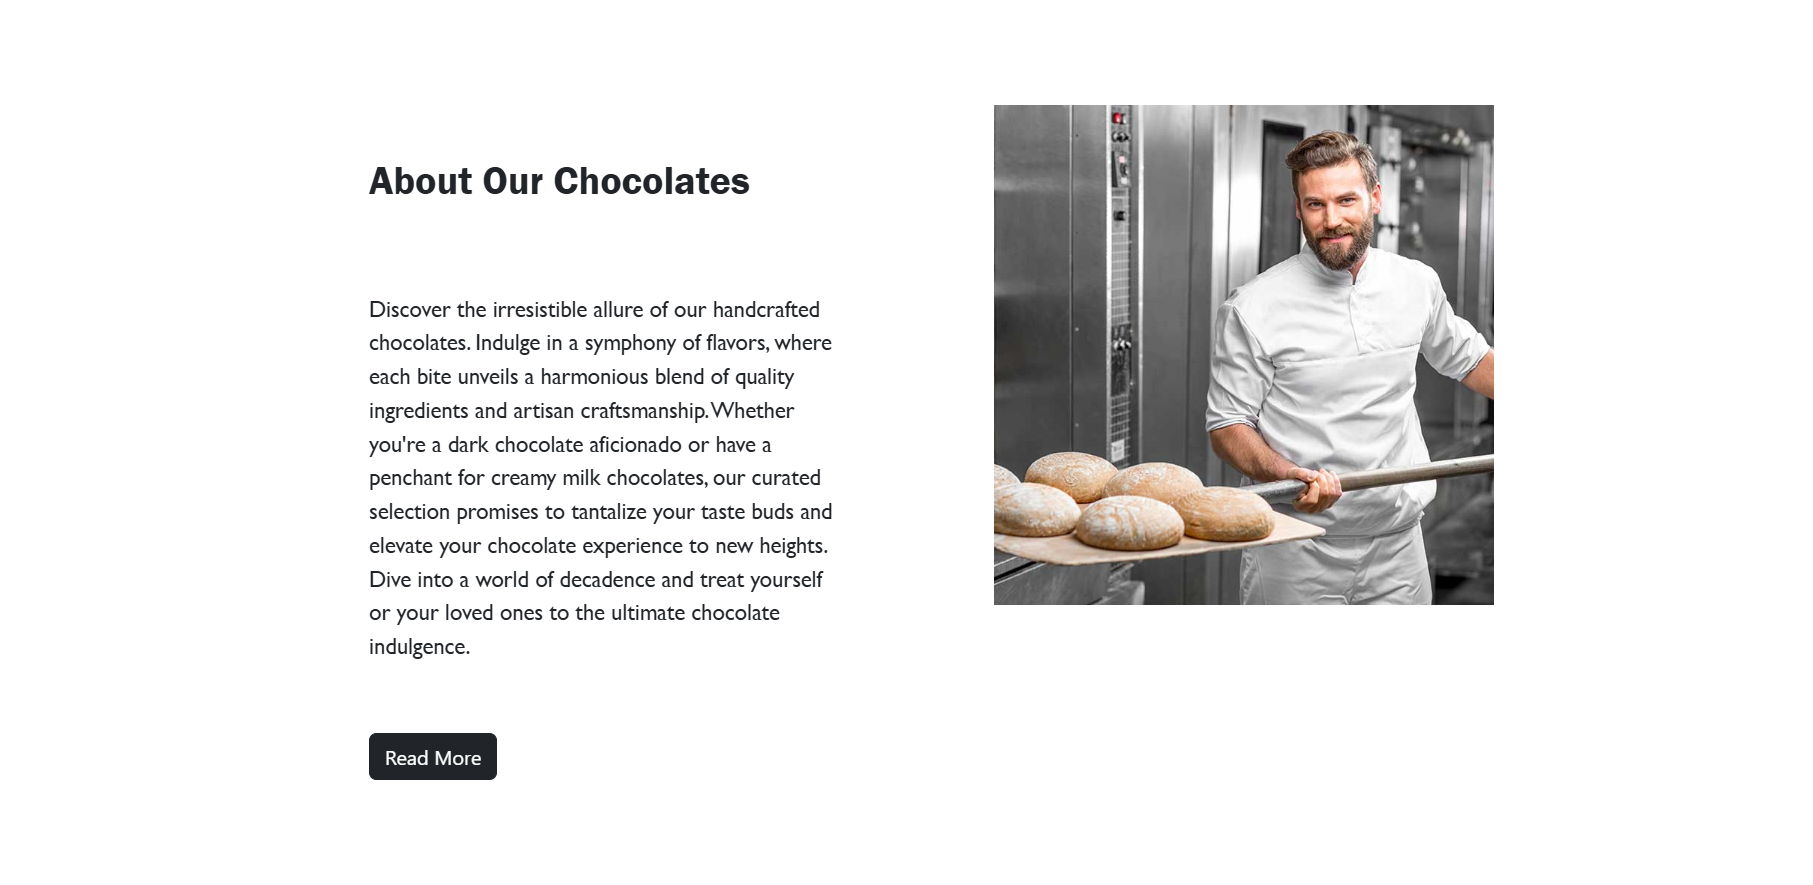 About Our Chocolates
Discover the irresistible allure of our handcrafted
chocolates. Indulge in a symphony of flavors, where
each bite unveils a harmonious blend of quality
ingredients and artisan craftsmanship. Whether
you're a dark chocolate aficionado or have a
penchant for creamy milk chocolates, our curated
selection promises to tantalize your taste buds and
elevate your chocolate experience to new heights.
Dive into a world of decadence and treat yourself
or your loved ones to the ultimate chocolate
indulgence.
Read More